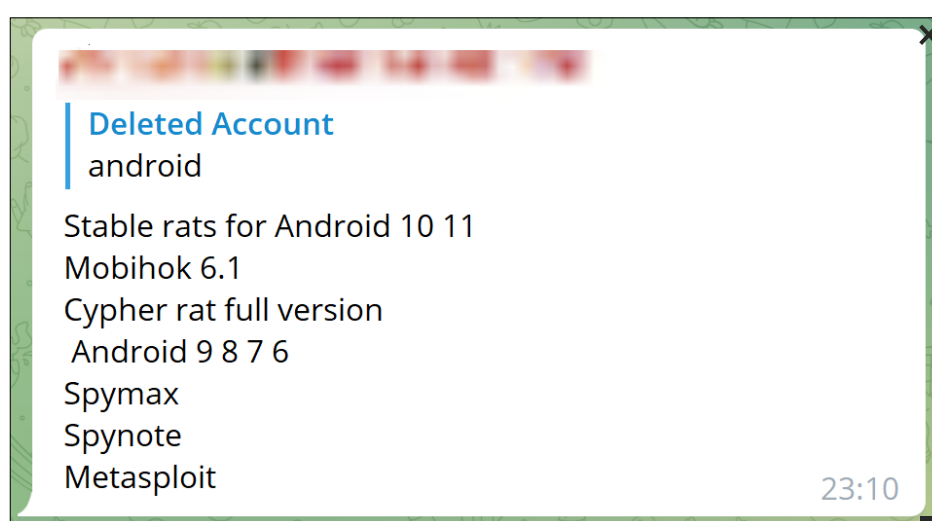 Deleted Account
android
Stable rats for Android 10 11
Mobihok 6.1
Cypher rat full version
Android 9 8 7 6
Spymax
Spynote
Metasploit
23:10